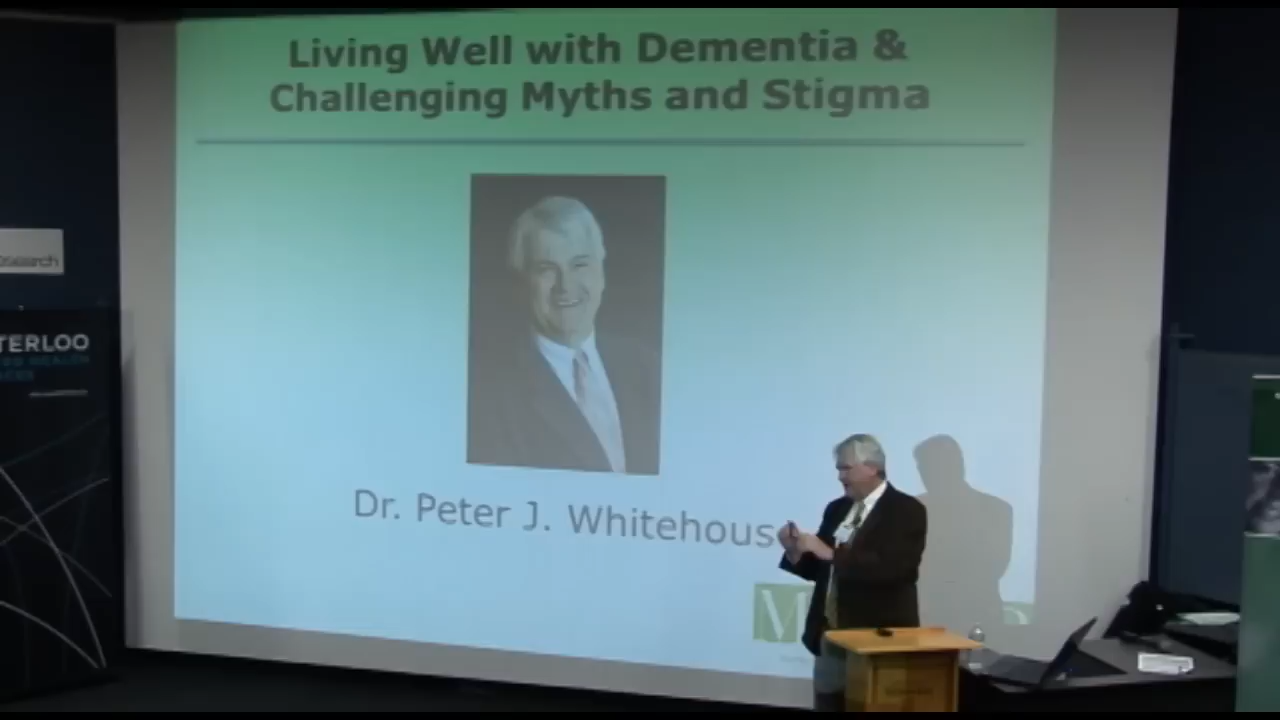 Living Well with Dementia &
Challenging Myths and Stigma
Dr. Peter J. Whitehous
TERLOO